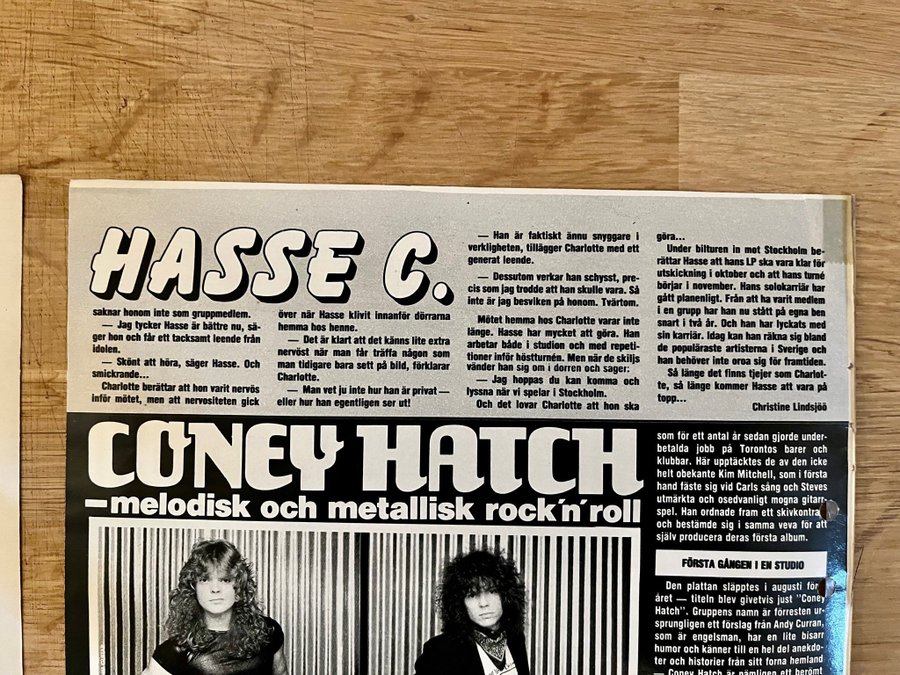 HASSE C.
saknar honom inte som gruppmedlem.
— Jag tycker Hasse är bättre nu, sä-
ger hon och får ett tacksamt leende från
idolen.
— Skönt att höra, säger Hasse. Och
smickrande...
Charlotte berättar att hon varit nervös
inför mötet, men att nervositeten gick
över när Hasse klivit innanför dörrarna
hemma hos henne.
— Det är klart att det känns lite extra
nervöst när man får träffa någon som
man tidigare bara sett på bild, förklarar
Charlotte.
— Man vet ju inte hur han är privat —
eller hur han egentligen ser ut!
— Han är faktiskt ännu snyggare i
verkligheten, tillägger Charlotte med ett
generat leende.
— Dessutom verkar han schysst, pre-
cis som jag trodde att han skulle vara. Så
inte är jag besviken på honom. Tvärtom.
Mötet hemma hos Charlotte varar inte
länge. Hasse har mycket att göra. Han
arbetar både i studion och med repeti-
tioner inför höstturnén. Men när de skiljs
vänder han sig om i dörren och säger:
— Jag hoppas du kan komma och
lyssna när vi spelar i Stockholm.
Och det lovar Charlotte att hon ska
göra...
Under bilturen in mot Stockholm be-
rättar Hasse att hans LP ska vara klar för
utskickning i oktober och att hans turné
börjar i november. Hans solokarriär har
gått planenligt. Från att ha varit medlem
i en grupp har han nu stått på egna ben
snart i två år. Och han har lyckats med
sin karriär. Idag kan han räkna sig bland
de populäraste artisterna i Sverige och
han behöver inte oroa sig för framtiden.
Så länge det finns tjejer som Charlot-
te, så länge kommer Hasse att vara på
topp...
Christine Lindsjöö
CONEY HATCH
—melodisk och metallisk rock´n´roll
som för ett antal år sedan gjorde under-
betalda jobb på Torontos barer och
klubbar. Här upptäcktes de av den icke
helt obekante Kim Mitchell, som i första
hand fäste sig vid Carls sång och Steves
utmärkta och osedvanligt mogna gitarr-
spel. Han ordnade fram ett skivkontrakt
och bestämde sig i samma veva för att
själv producera deras första album.
FÖRSTA GÅNGEN I EN STUDIO
Den plattan släpptes i augusti förra
året — titeln blev givetvis just "Coney
Hatch". Gruppens namn är förresten ur-
sprungligen ett förslag från Andy Curran,
som är engelsman, har en lite bisarr
humor och känner till en hel del anekdo-
ter och historier från sitt forna hemland
— Coney Hatch är nämligen ett berömt